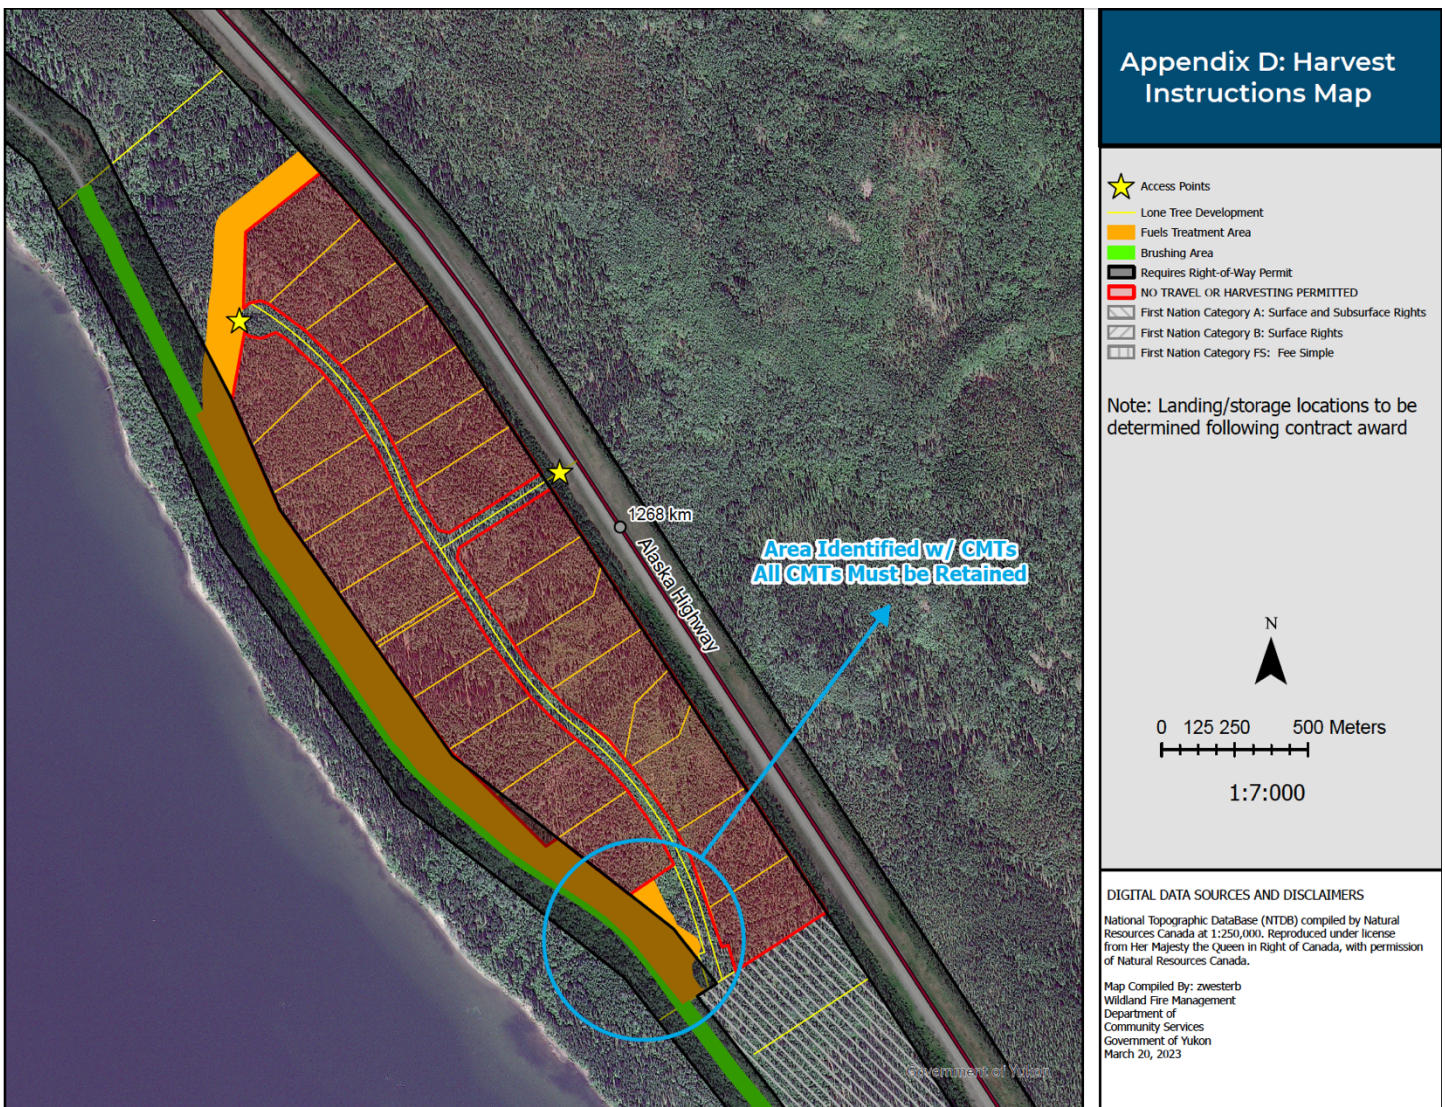 Appendix D: Harvest
Instructions Map
Access Points
Lone Tree Development
Fuels Treatment Area
Brushing Area
Requires Right-of-Way Permit
NO TRAVEL OR HARVESTING PERMITTED
First Nation Category A: Surface and Subsurface Rights
First Nation Category B: Surface Rights
First Nation Category FS: Fee Simple
Note: Landing/storage locations to be
determined following contract award
1268 km
Alaska Highway
Area Identified w/ CMTs
All CMTs Must be Retained
N
0 125 250 500 Meters
1:7:000
DIGITAL DATA SOURCES AND DISCLAIMERS
National Topographic DataBase (NTDB) compiled by Natural
Resources Canada at 1:250,000. Reproduced under license
from Her Majesty the Queen in Right of Canada, with permission
of Natural Resources Canada.
Map Compiled By: zwesterb
Wildland Fire Management
Department of
Community Services
Government of Yukon
March 20, 2023
Government of Yukon